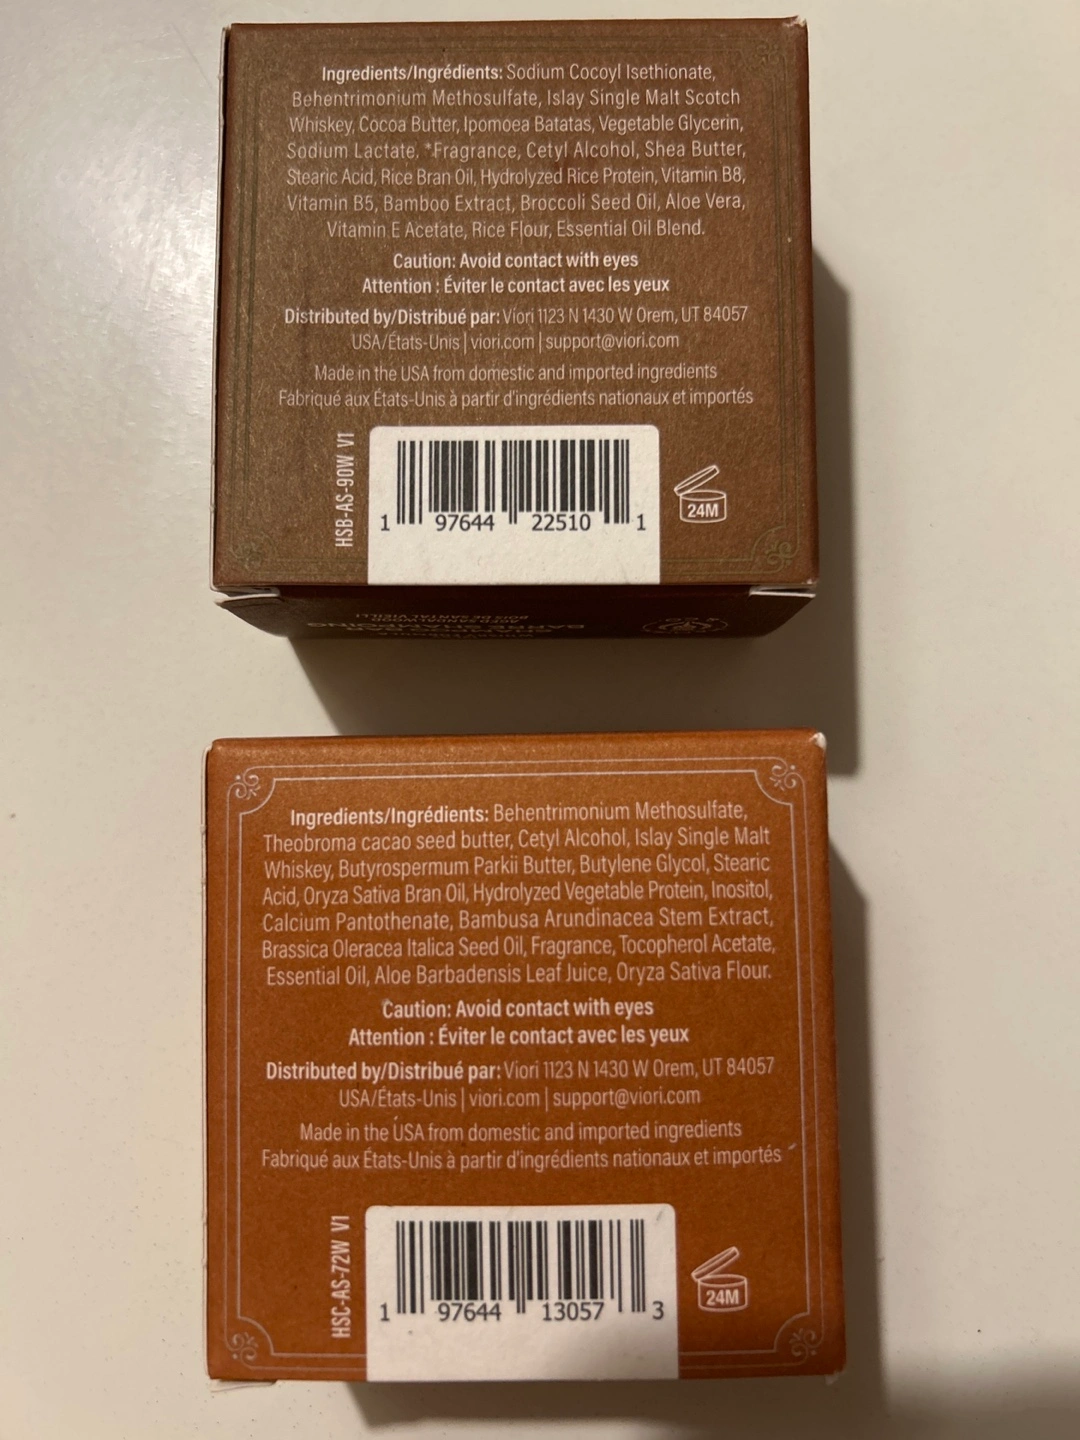 Ingredients/Ingrédients: Sodium Cocoyl Isethionate,
Behentrimonium Methosulfate, Islay Single Malt Scotch
Whiskey, Cocoa Butter, Ipomoea Batatas, Vegetable Glycerin,
Sodium Lactate. *Fragrance, Cetyl Alcohol, Shea Butter,
Stearic Acid, Rice Bran Oil, Hydrolyzed Rice Protein, Vitamin B8,
Vitamin B5, Bamboo Extract, Broccoli Seed Oil, Aloe Vera,
Vitamin E Acetate, Rice Flour, Essential Oil Blend.
Caution: Avoid contact with eyes
Attention : Éviter le contact avec les yeux
Distributed by/Distribué par: Viori 1123 N 1430 W Orem, UT 84057
USA/États-Unis | viori.com | support@viori.com
Made in the USA from domestic and imported ingredients
Fabriqué aux États-Unis à partir d'ingrédients nationaux et importés
HSB-AS-90W V1
1 97644 22510 1
24M
SHAMPOO BAR
BARRE SHAMPOING
AGED SANDALWOOD
BOIS DE SANTAL VIEILLI
Ingredients/Ingrédients: Behentrimonium Methosulfate,
Theobroma cacao seed butter, Cetyl Alcohol, Islay Single Malt
Whiskey, Butyrospermum Parkii Butter, Butylene Glycol, Stearic
Acid, Oryza Sativa Bran Oil, Hydrolyzed Vegetable Protein, Inositol,
Calcium Pantothenate, Bambusa Arundinacea Stem Extract,
Brassica Oleracea Italica Seed Oil, Fragrance, Tocopherol Acetate,
Essential Oil, Aloe Barbadensis Leaf Juice, Oryza Sativa Flour.
Caution: Avoid contact with eyes
Attention : Éviter le contact avec les yeux
Distributed by/Distribué par: Viori 1123 N 1430 W Orem, UT 84057
USA/États-Unis | viori.com | support@viori.com
Made in the USA from domestic and imported ingredients
Fabriqué aux États-Unis à partir d'ingrédients nationaux et importés
HSC-AS-72W V1
1 97644 13057 3
24M